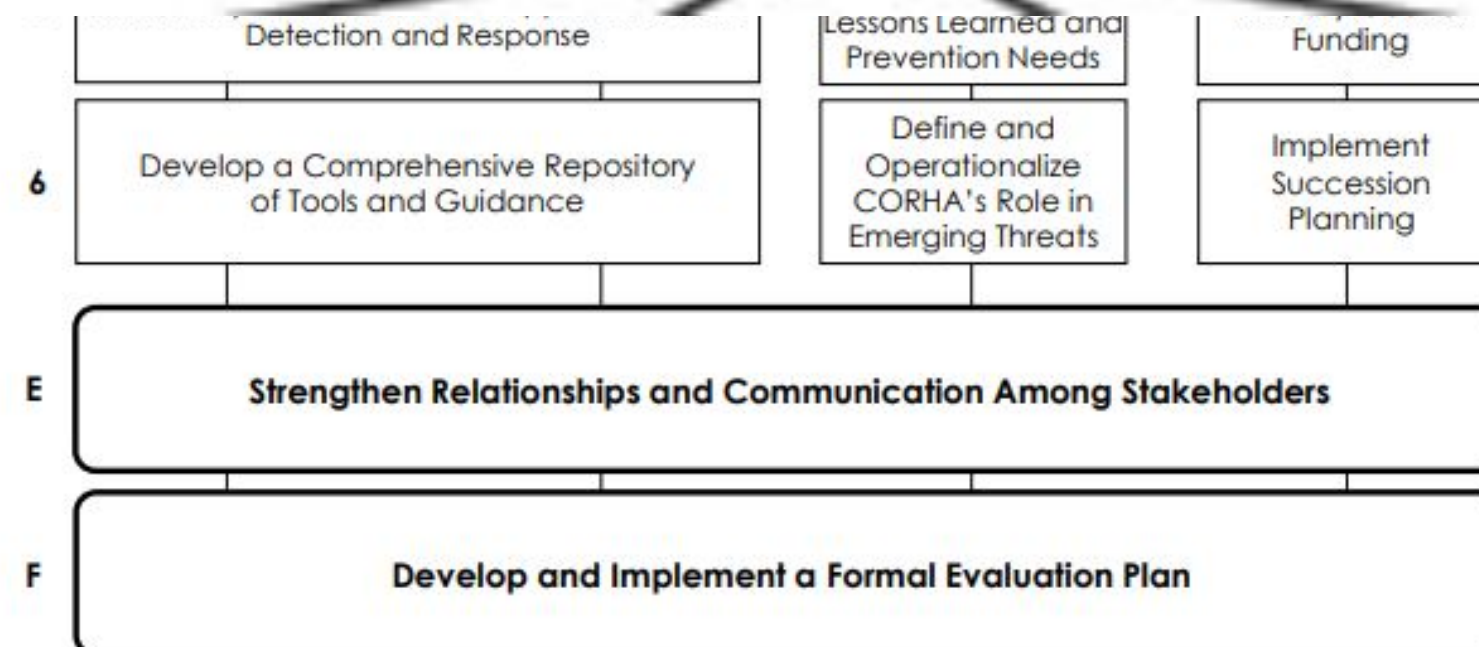 Detection and Response
Lessons Learned and
Prevention Needs
Funding
6
Develop a Comprehensive Repository
of Tools and Guidance
Define and
Operationalize
CORHA's Role in
Emerging Threats
Implement
Succession
Planning
E
Strengthen Relationships and Communication Among Stakeholders
F
Develop and Implement a Formal Evaluation Plan